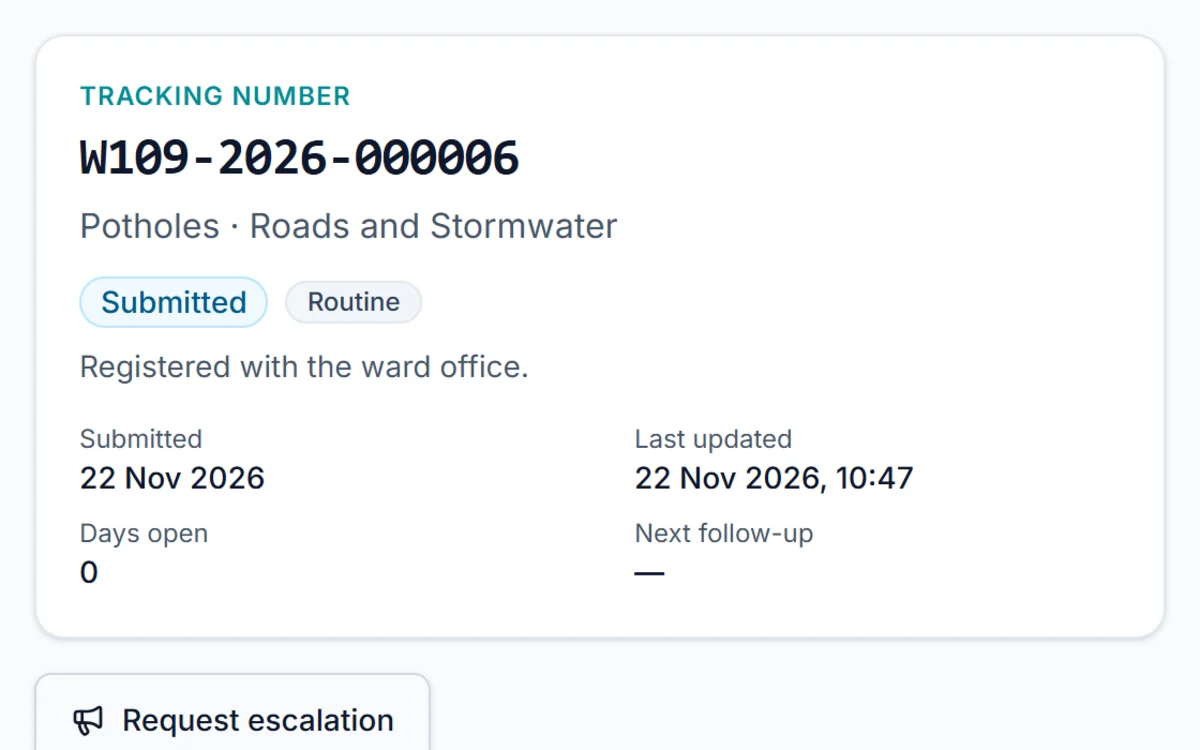 TRACKING NUMBER
W109-2026-000006
Potholes · Roads and Stormwater
Submitted Routine
Registered with the ward office.
Submitted Last updated
22 Nov 2026 22 Nov 2026, 10:47
Days open Next follow-up
0 —
Request escalation